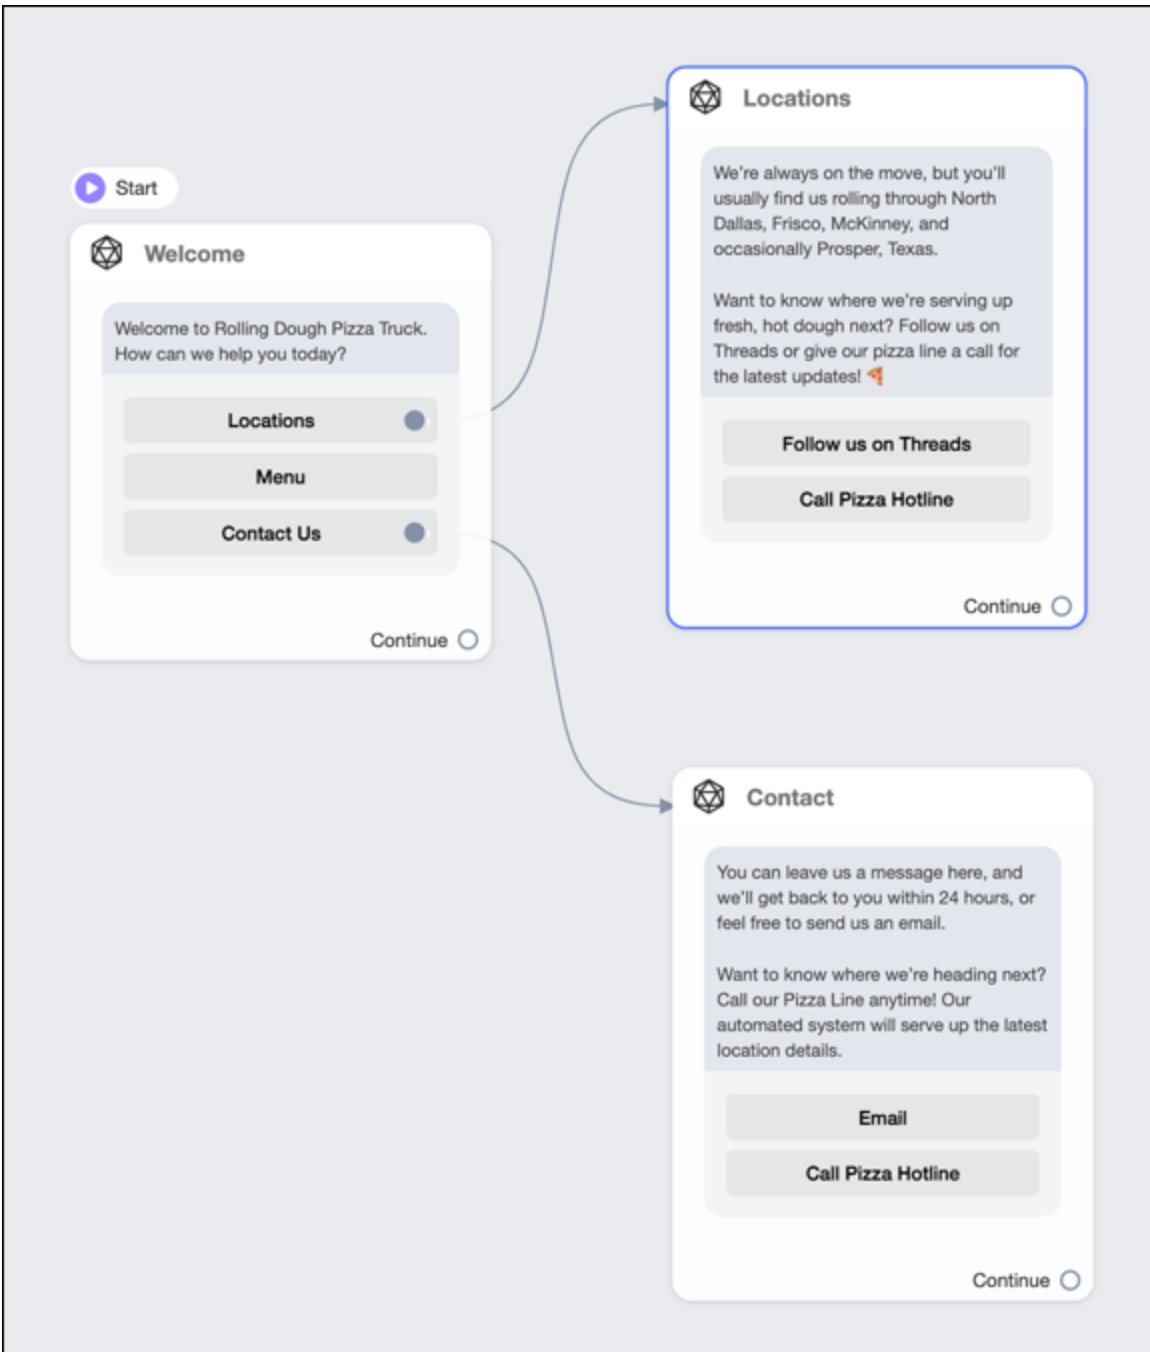 Start
Welcome
Welcome to Rolling Dough Pizza Truck.
How can we help you today?
Locations
Menu
Contact Us
Continue
Locations
We're always on the move, but you'll
usually find us rolling through North
Dallas, Frisco, McKinney, and
occasionally Prosper, Texas.
Want to know where we're serving up
fresh, hot dough next? Follow us on
Threads or give our pizza line a call for
the latest updates! 🍕
Follow us on Threads
Call Pizza Hotline
Continue
Contact
You can leave us a message here, and
we'll get back to you within 24 hours, or
feel free to send us an email.
Want to know where we're heading next?
Call our Pizza Line anytime! Our
automated system will serve up the latest
location details.
Email
Call Pizza Hotline
Continue